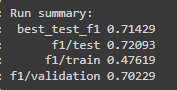 : Run summary:
: best_test_f1 0.71429
: f1/test 0.72093
: f1/train 0.47619
: f1/validation 0.70229